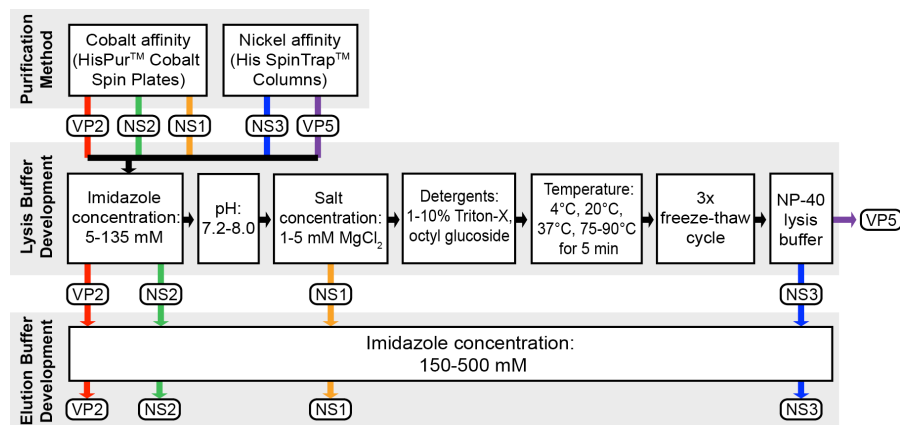 Purification
Method
Cobalt affinity
(HisPur™ Cobalt
Spin Plates)
Nickel affinity
(His SpinTrap™
Columns)
VP2
NS2
NS1
NS3
VP5
Lysis Buffer
Development
Imidazole
concentration:
5-135 mM
pH:
7.2-8.0
Salt
concentration:
1-5 mM MgCl₂
Detergents:
1-10% Triton-X,
octyl glucoside
Temperature:
4°C, 20°C,
37°C, 75-90°C
for 5 min
3x
freeze-thaw
cycle
NP-40
lysis
buffer
VP5
VP2
NS2
NS1
NS3
Elution Buffer
Development
Imidazole concentration:
150-500 mM
VP2
NS2
NS1
NS3